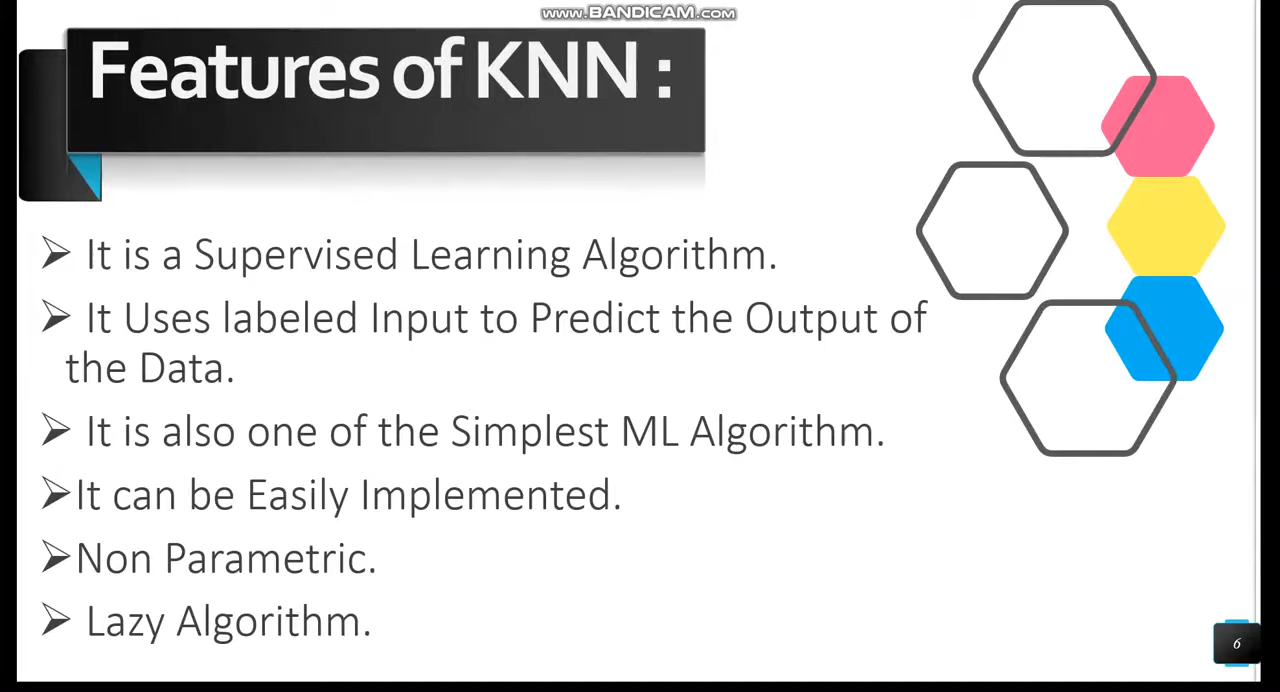 www.BANDICAM.com
Features of KNN :
➢ It is a Supervised Learning Algorithm.
➢ It Uses labeled Input to Predict the Output of
the Data.
➢ It is also one of the Simplest ML Algorithm.
➢It can be Easily Implemented.
➢Non Parametric.
➢ Lazy Algorithm.
6